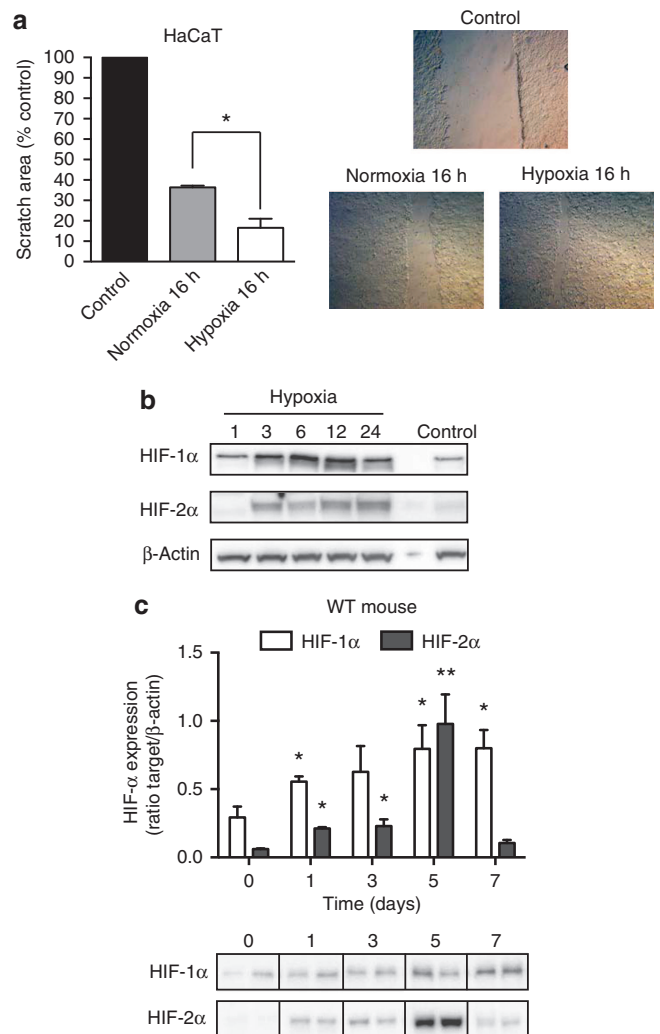 a
HaCaT
Scratch area (% control)
100
90
80
70
60
50
40
30
20
10
0
*
Control
Normoxia 16 h
Hypoxia 16 h
Control
Normoxia 16 h
Hypoxia 16 h
b
Hypoxia
1 3 6 12 24 Control
HIF-1α
HIF-2α
β-Actin
c
WT mouse
HIF-1α HIF-2α
HIF-α expression
(ratio target/β-actin)
1.5
1.0
0.5
0.0
* * * * ** *
0 1 3 5 7
Time (days)
0 1 3 5 7
HIF-1α
HIF-2α